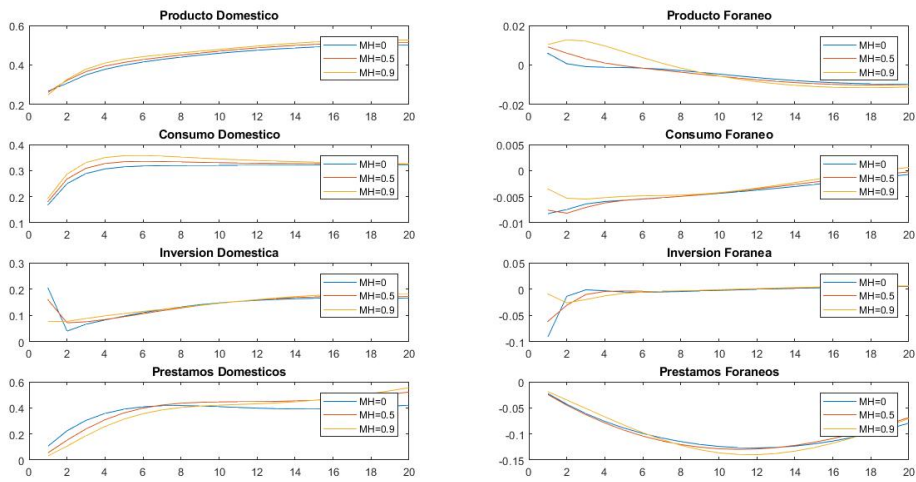 Producto Domestico
0.6
0.4
0.2
0 2 4 6 8 10 12 14 16 18 20
MH=0
MH=0.5
MH=0.9
Producto Foraneo
0.02
0
-0.02
0 2 4 6 8 10 12 14 16 18 20
MH=0
MH=0.5
MH=0.9
Consumo Domestico
0.4
0.3
0.2
0.1
0 2 4 6 8 10 12 14 16 18 20
MH=0
MH=0.5
MH=0.9
Consumo Foraneo
0.005
0
-0.005
-0.01
0 2 4 6 8 10 12 14 16 18 20
MH=0
MH=0.5
MH=0.9
Inversion Domestica
0.3
0.2
0.1
0
0 2 4 6 8 10 12 14 16 18 20
MH=0
MH=0.5
MH=0.9
Inversion Foranea
0.05
0
-0.05
-0.1
0 2 4 6 8 10 12 14 16 18 20
MH=0
MH=0.5
MH=0.9
Prestamos Domesticos
0.6
0.4
0.2
0
0 2 4 6 8 10 12 14 16 18 20
MH=0
MH=0.5
MH=0.9
Prestamos Foraneos
0
-0.05
-0.1
-0.15
0 2 4 6 8 10 12 14 16 18 20
MH=0
MH=0.5
MH=0.9